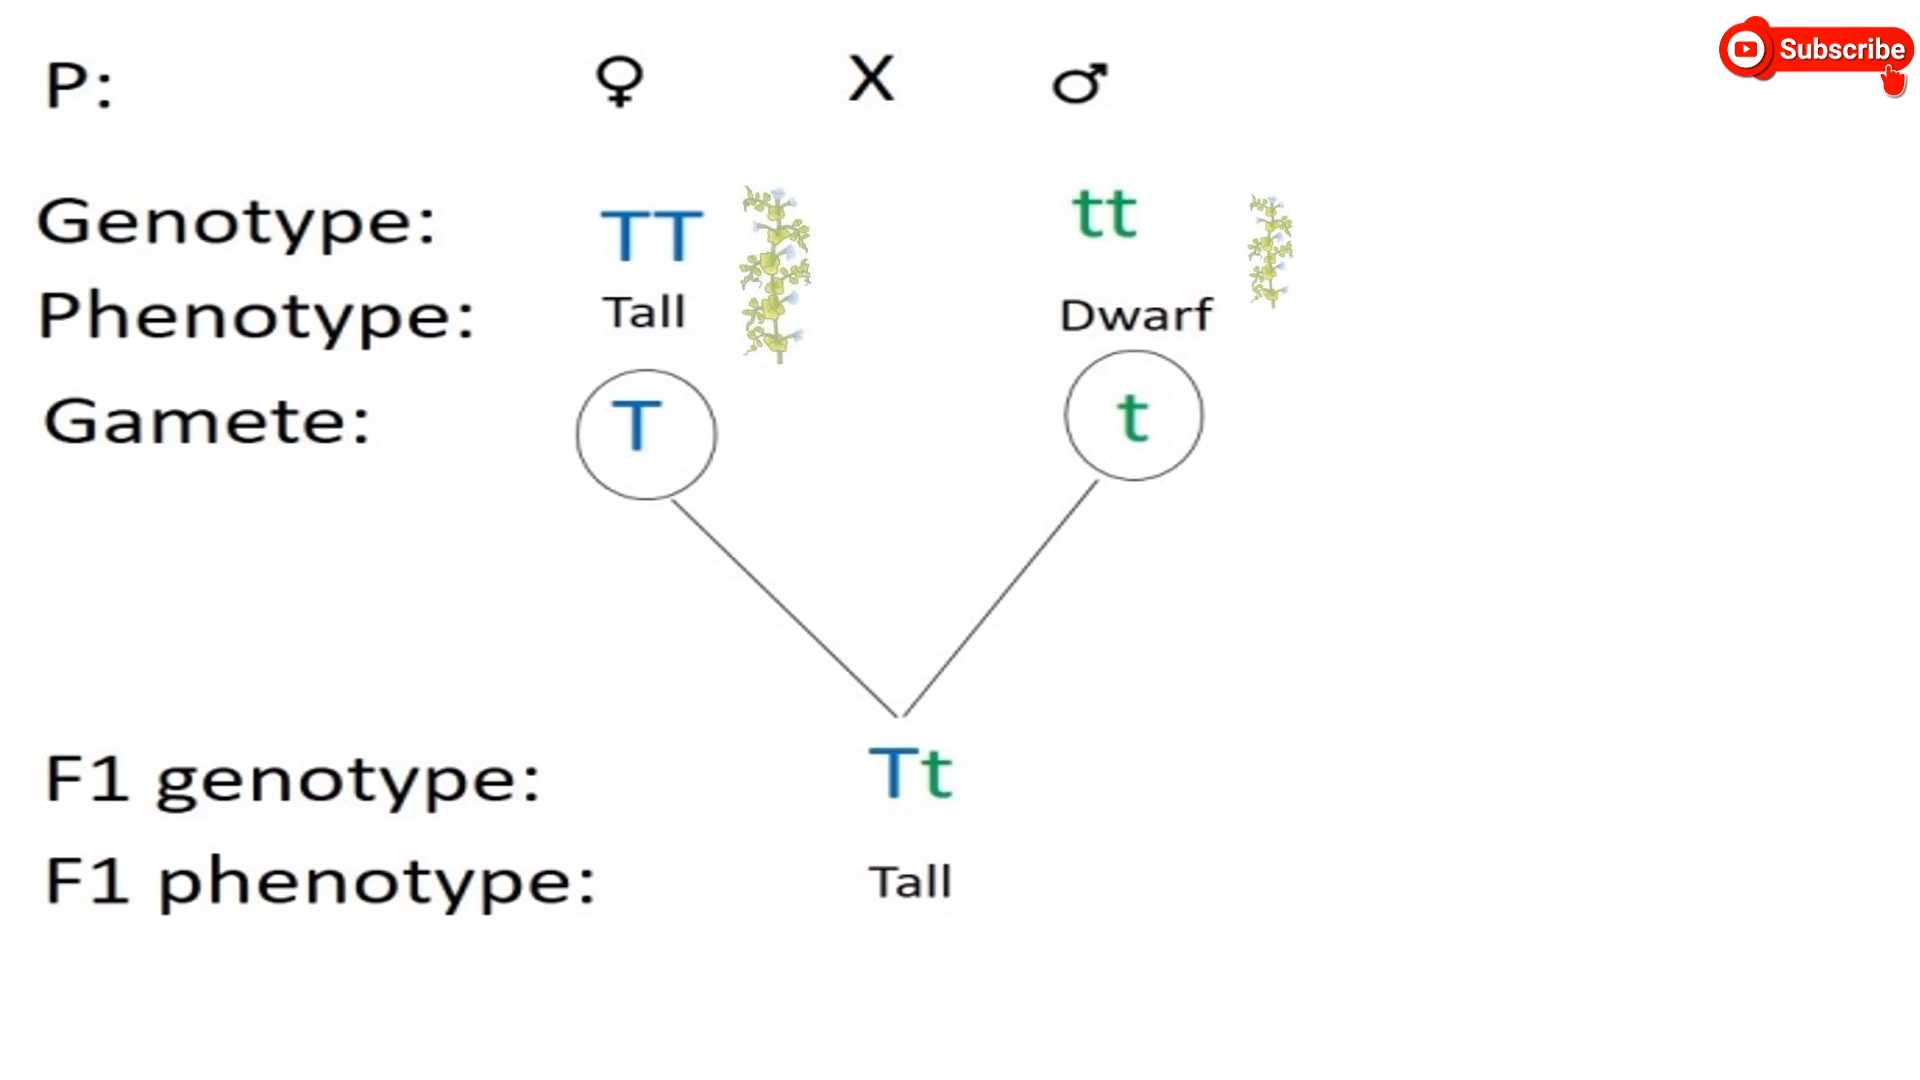 P: ♀ X ♂
Subscribe
Genotype: TT tt
Phenotype: Tall Dwarf
Gamete: T t
F1 genotype: Tt
F1 phenotype: Tall